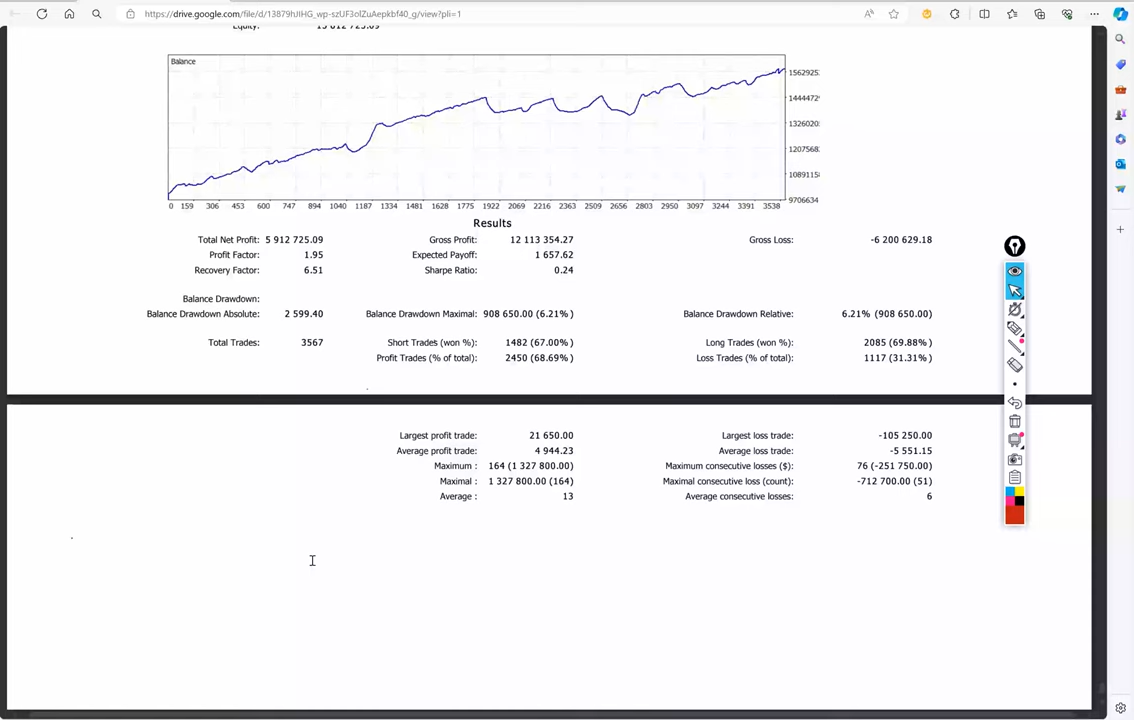 https://drive.google.com/file/d/13879hJIHG_wp-szUF3olZuAepkbf40_g/view?pli=1
Equity:
Balance
1562925
1444472
1326020
1207568
1089115
9706634
0 159 306 453 600 747 894 1040 1187 1334 1481 1628 1775 1922 2069 2216 2363 2509 2656 2803 2950 3097 3244 3391 3538
Results
Total Net Profit: 5 912 725.09 Gross Profit: 12 113 354.27 Gross Loss: -6 200 629.18
Profit Factor: 1.95 Expected Payoff: 1 657.62
Recovery Factor: 6.51 Sharpe Ratio: 0.24
Balance Drawdown:
Balance Drawdown Absolute: 2 599.40 Balance Drawdown Maximal: 908 650.00 (6.21%) Balance Drawdown Relative: 6.21% (908 650.00)
Total Trades: 3567 Short Trades (won %): 1482 (67.00%) Long Trades (won %): 2085 (69.88%)
Profit Trades (% of total): 2450 (68.69%) Loss Trades (% of total): 1117 (31.31%)
Largest profit trade: 21 650.00 Largest loss trade: -105 250.00
Average profit trade: 4 944.23 Average loss trade: -5 551.15
Maximum : 164 (1 327 800.00) Maximum consecutive losses ($): 76 (-251 750.00)
Maximal : 1 327 800.00 (164) Maximal consecutive loss (count): -712 700.00 (51)
Average : 13 Average consecutive losses: 6